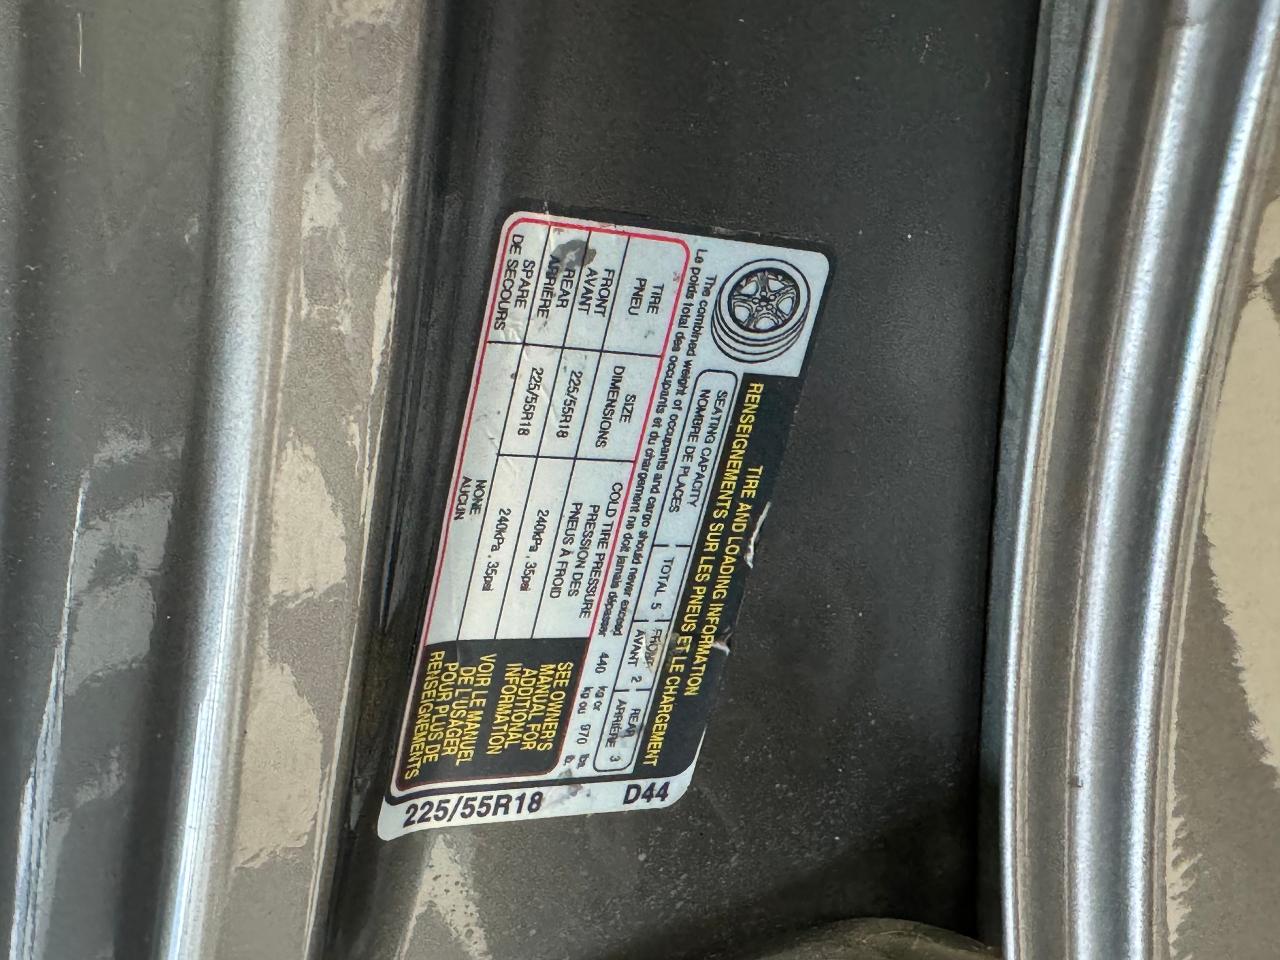 TIRE AND LOADING INFORMATION
RENSEIGNEMENTS SUR LES PNEUS ET LE CHARGEMENT
SEATING CAPACITY
NOMBRE DE PLACES
TOTAL 5
FRONT
AVANT 2
REAR
ARRIÈRE 3
The combined weight of occupants and cargo should never exceed 440 kg or 970 lbs
Le poids total des occupants et du chargement ne doit jamais dépasser kg ou lb.
TIRE SIZE COLD TIRE PRESSURE
PNEU DIMENSIONS PRESSION DES
PNEUS À FROID
FRONT
AVANT 225/55R18 240kPa , 35psi
REAR
ARRIÈRE 225/55R18 240kPa , 35psi
SPARE NONE
DE SECOURS AUCUN
SEE OWNER'S
MANUAL FOR
ADDITIONAL
INFORMATION
VOIR LE MANUEL
DE L'USAGER
POUR PLUS DE
RENSEIGNEMENTS
225/55R18 D44